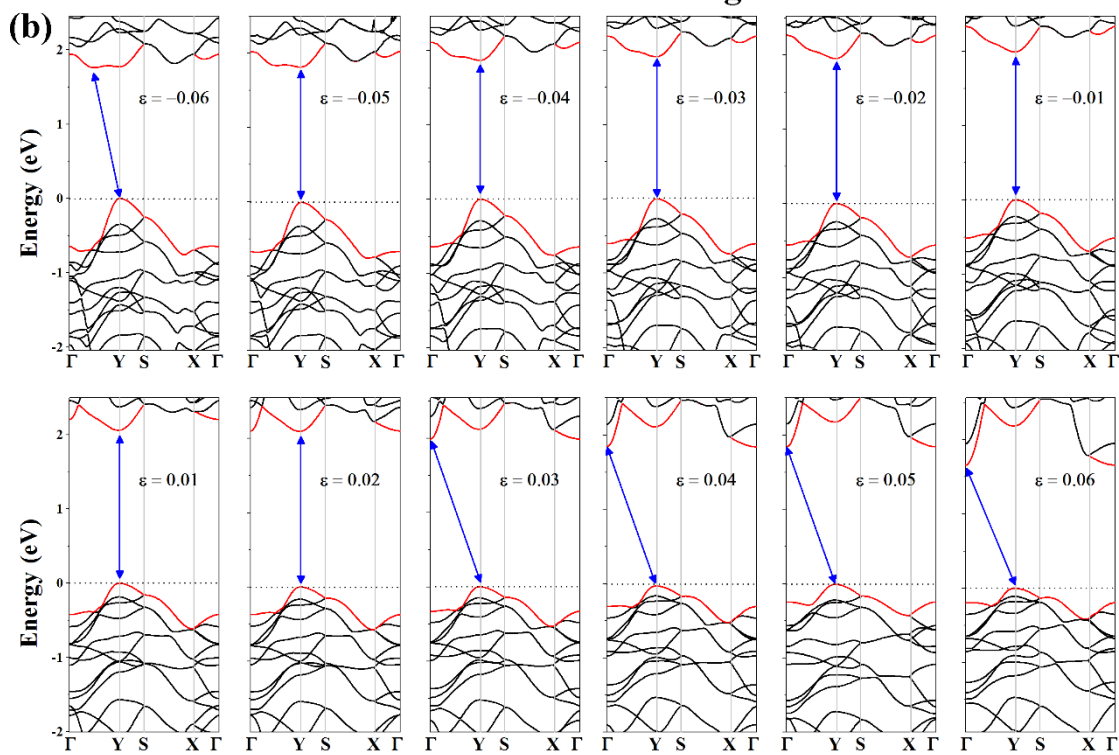 (b)
Energy (eV)
2
1
0
-1
-2
ε = −0.06
ε = −0.05
ε = −0.04
ε = −0.03
ε = −0.02
ε = −0.01
Γ Y S X Γ
Γ Y S X Γ
Γ Y S X Γ
Γ Y S X Γ
Γ Y S X Γ
Γ Y S X Γ
Energy (eV)
2
1
0
-1
-2
ε = 0.01
ε = 0.02
ε = 0.03
ε = 0.04
ε = 0.05
ε = 0.06
Γ Y S X Γ
Γ Y S X Γ
Γ Y S X Γ
Γ Y S X Γ
Γ Y S X Γ
Γ Y S X Γ